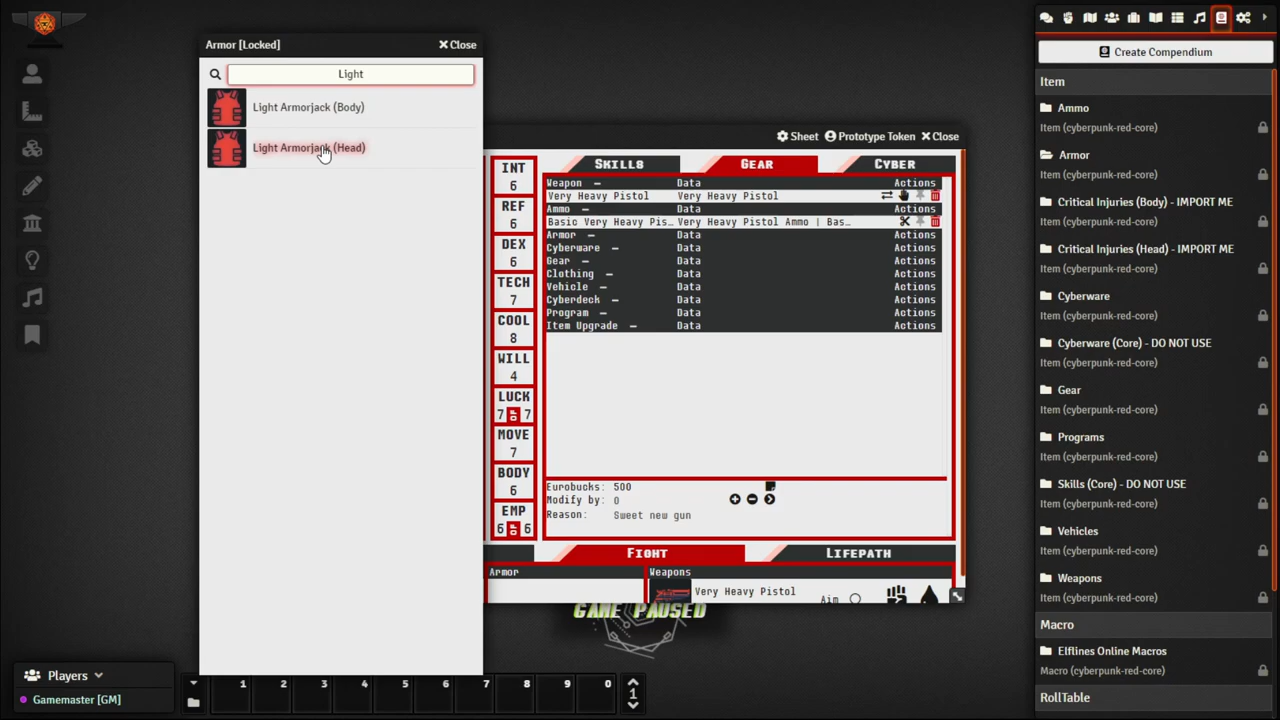 Armor [Locked]
Close
Light
Light Armorjack (Body)
Light Armorjack (Head)
Sheet
Prototype Token
Close
INT
6
REF
6
DEX
6
TECH
7
COOL
8
WILL
4
LUCK
7 OF 7
MOVE
7
BODY
6
EMP
6 OF 6
SKILLS
GEAR
CYBER
Weapon — Data Actions
Very Heavy Pistol Very Heavy Pistol
Ammo — Data Actions
Basic Very Heavy Pis… Very Heavy Pistol Ammo | Bas…
Armor — Data Actions
Cyberware — Data Actions
Gear — Data Actions
Clothing — Data Actions
Vehicle — Data Actions
Cyberdeck — Data Actions
Program — Data Actions
Item Upgrade — Data Actions
Eurobucks: 500
Modify by: 0
Reason: Sweet new gun
FIGHT
LIFEPATH
Armor
Weapons
Very Heavy Pistol
Aim
GAME PAUSED
Create Compendium
Item
Ammo
Item (cyberpunk-red-core)
Armor
Item (cyberpunk-red-core)
Critical Injuries (Body) - IMPORT ME
Item (cyberpunk-red-core)
Critical Injuries (Head) - IMPORT ME
Item (cyberpunk-red-core)
Cyberware
Item (cyberpunk-red-core)
Cyberware (Core) - DO NOT USE
Item (cyberpunk-red-core)
Gear
Item (cyberpunk-red-core)
Programs
Item (cyberpunk-red-core)
Skills (Core) - DO NOT USE
Item (cyberpunk-red-core)
Vehicles
Item (cyberpunk-red-core)
Weapons
Item (cyberpunk-red-core)
Macro
Elflines Online Macros
Macro (cyberpunk-red-core)
RollTable
Players
Gamemaster [GM]
1 2 3 4 5 6 7 8 9 0
1